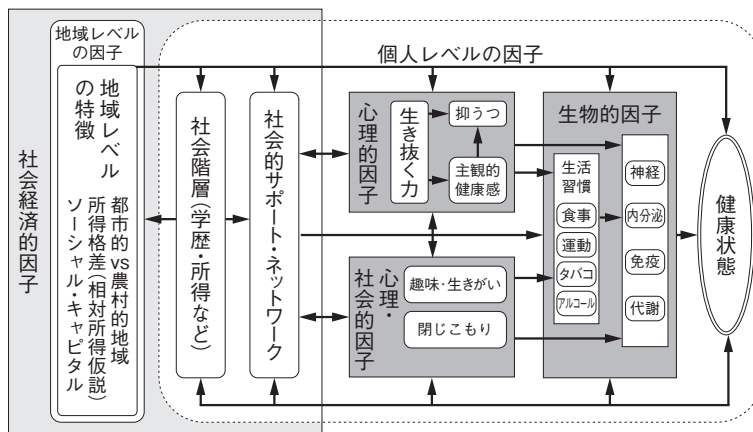 社会経済的因子
地域レベル
の因子
地域レベル
の特徴
都市的vs農村的地域
所得格差(相対所得仮説)
ソーシャル・キャピタル
個人レベルの因子
社会階層(学歴・所得など)
社会的サポート・ネットワーク
心理的因子
生き抜く力
抑うつ
主観的
健康感
心理・
社会的因子
趣味・生きがい
閉じこもり
生物的因子
生活
習慣
食事
運動
タバコ
アルコール
神経
内分泌
免疫
代謝
健康状態